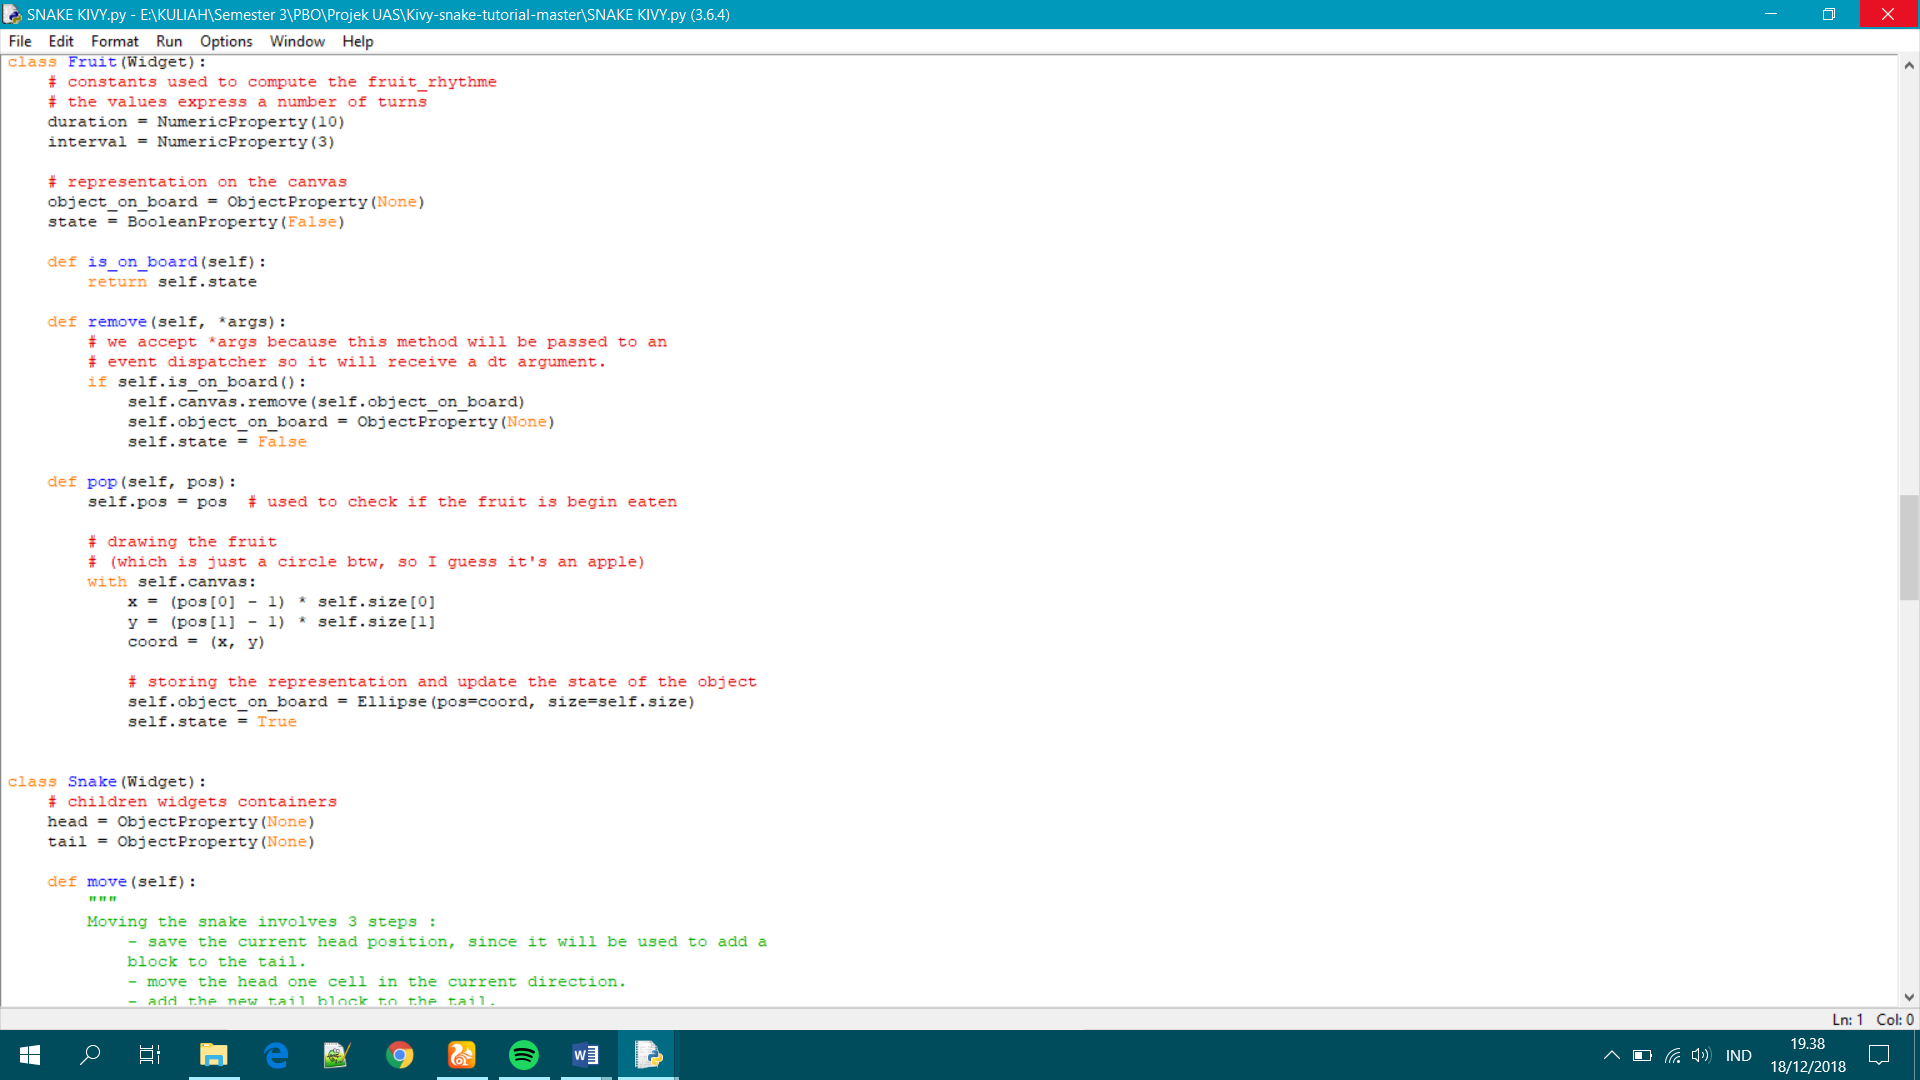 SNAKE KIVY.py - E:\KULIAH\Semester 3\PBO\Projek UAS\Kivy-snake-tutorial-master\SNAKE KIVY.py (3.6.4)
File Edit Format Run Options Window Help
class Fruit(Widget):
    # constants used to compute the fruit_rhythme
    # the values express a number of turns
    duration = NumericProperty(10)
    interval = NumericProperty(3)

    # representation on the canvas
    object_on_board = ObjectProperty(None)
    state = BooleanProperty(False)

    def is_on_board(self):
        return self.state

    def remove(self, *args):
        # we accept *args because this method will be passed to an
        # event dispatcher so it will receive a dt argument.
        if self.is_on_board():
            self.canvas.remove(self.object_on_board)
            self.object_on_board = ObjectProperty(None)
            self.state = False

    def pop(self, pos):
        self.pos = pos  # used to check if the fruit is begin eaten

        # drawing the fruit
        # (which is just a circle btw, so I guess it's an apple)
        with self.canvas:
            x = (pos[0] - 1) * self.size[0]
            y = (pos[1] - 1) * self.size[1]
            coord = (x, y)

            # storing the representation and update the state of the object
            self.object_on_board = Ellipse(pos=coord, size=self.size)
            self.state = True

class Snake(Widget):
    # children widgets containers
    head = ObjectProperty(None)
    tail = ObjectProperty(None)

    def move(self):
        """
        Moving the snake involves 3 steps :
            - save the current head position, since it will be used to add a
            block to the tail.
            - move the head one cell in the current direction.
            - add the new tail block to the tail.
Ln: 1 Col: 0
IND
19.38
18/12/2018